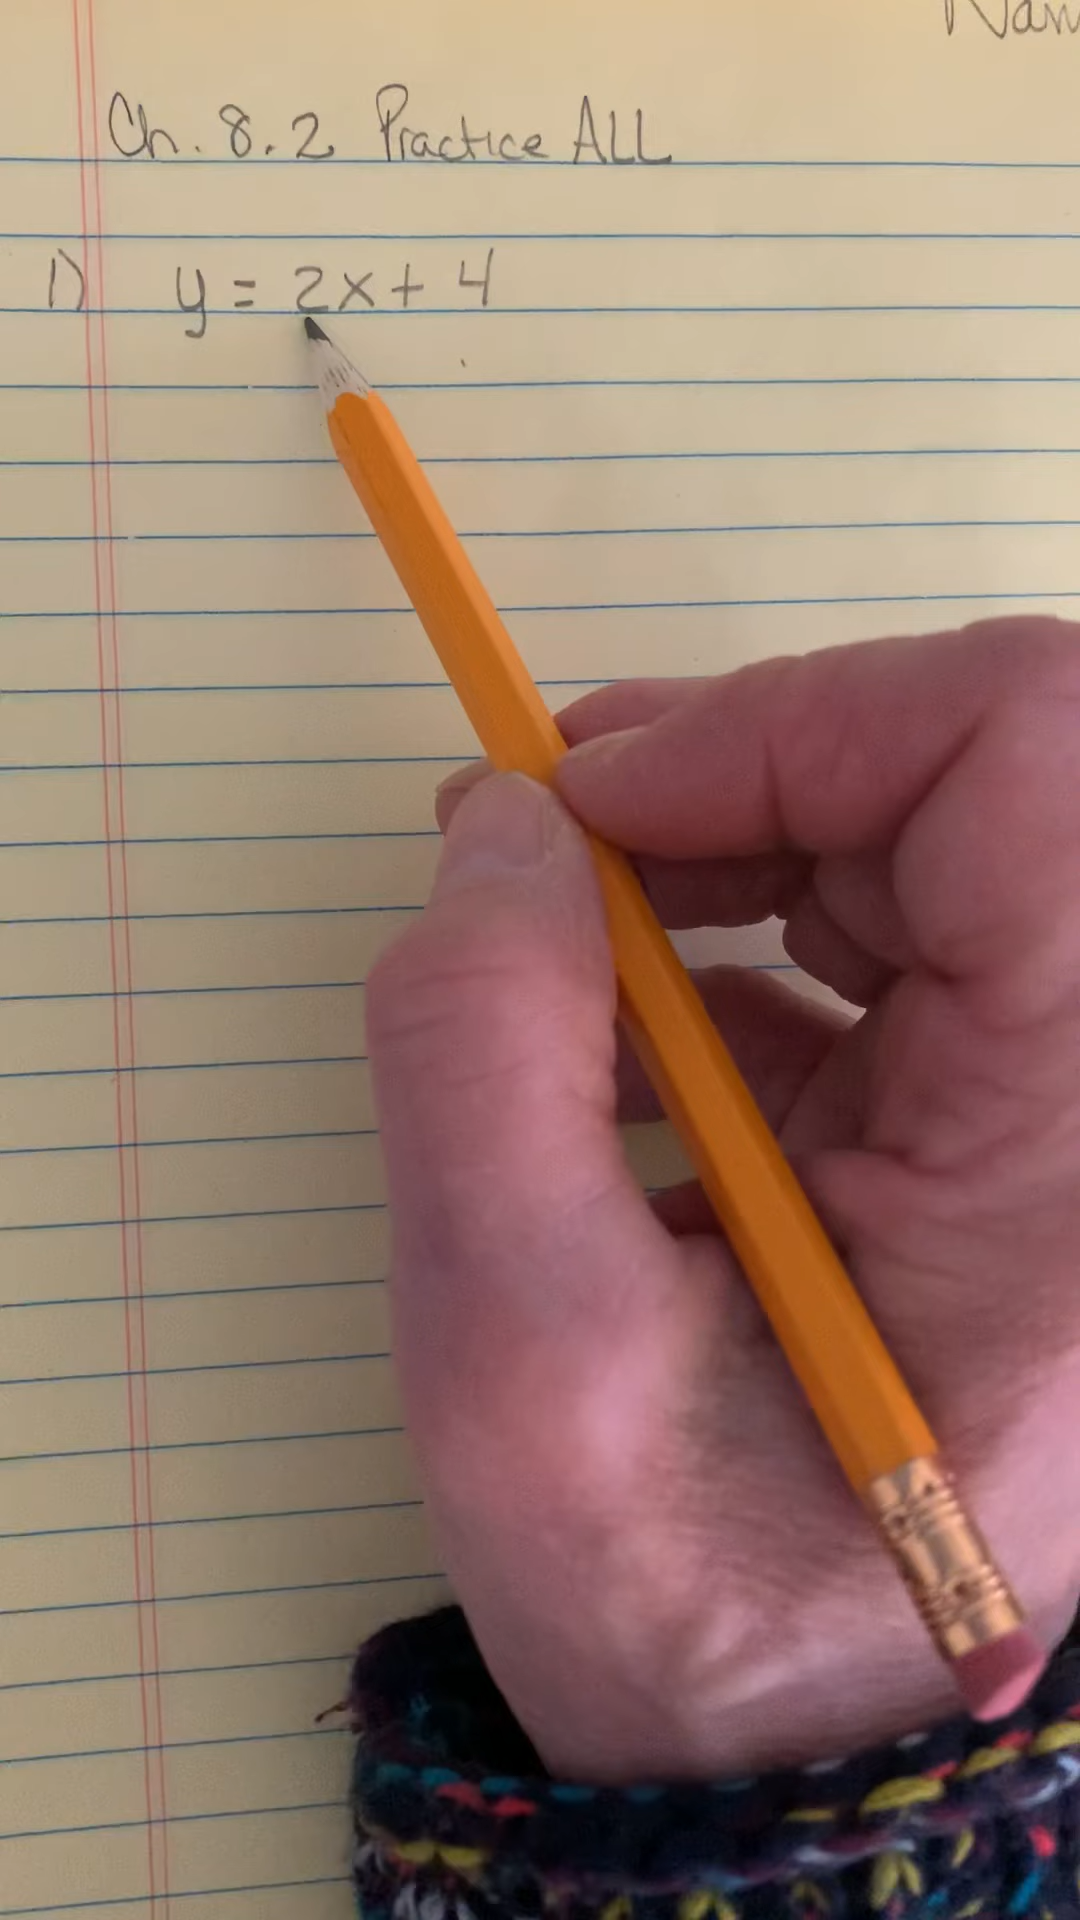 Ch. 8.2 Practice ALL
1) y = 2x + 4